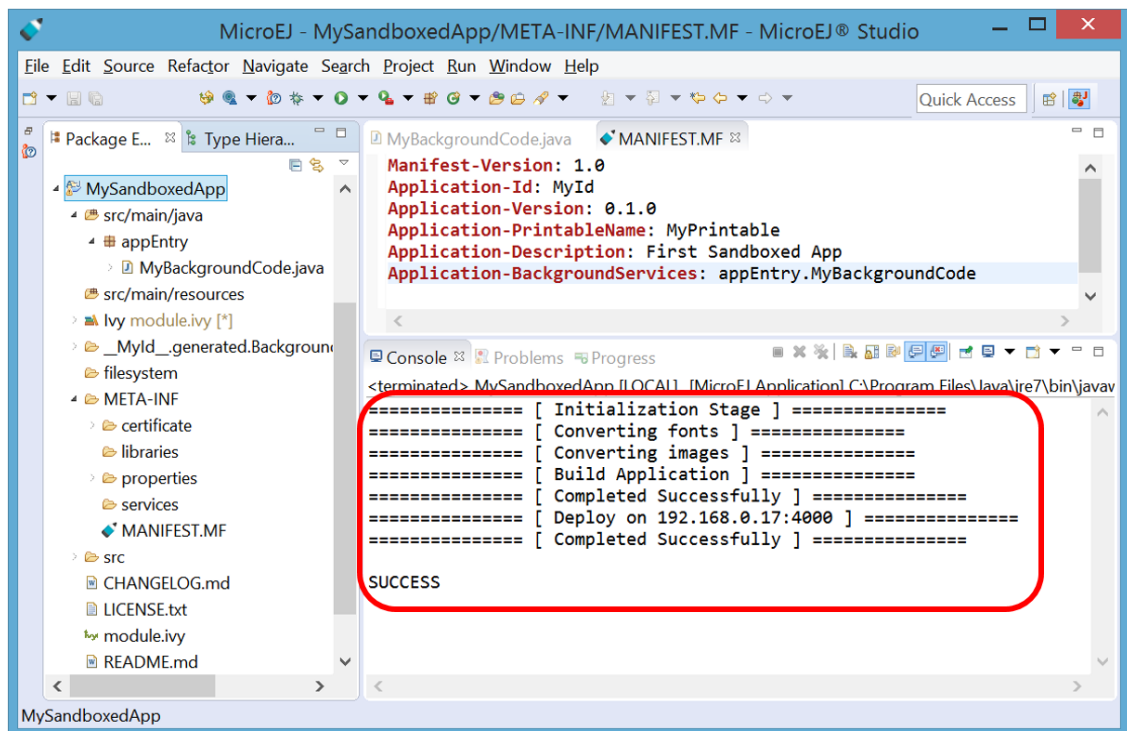 MicroEJ - MySandboxedApp/META-INF/MANIFEST.MF - MicroEJ® Studio
File Edit Source Refactor Navigate Search Project Run Window Help
Quick Access
Package E... Type Hiera...
MySandboxedApp
src/main/java
appEntry
MyBackgroundCode.java
src/main/resources
Ivy module.ivy [*]
__MyId__.generated.Backgroun
filesystem
META-INF
certificate
libraries
properties
services
MANIFEST.MF
src
CHANGELOG.md
LICENSE.txt
module.ivy
README.md
MyBackgroundCode.java MANIFEST.MF
Manifest-Version: 1.0
Application-Id: MyId
Application-Version: 0.1.0
Application-PrintableName: MyPrintable
Application-Description: First Sandboxed App
Application-BackgroundServices: appEntry.MyBackgroundCode
Console Problems Progress
<terminated> MySandboxedApp [LOCAL] [MicroEJ Application] C:\Program Files\Java\jre7\bin\javaw
=============== [ Initialization Stage ] ===============
=============== [ Converting fonts ] ===============
=============== [ Converting images ] ===============
=============== [ Build Application ] ===============
=============== [ Completed Successfully ] ===============
=============== [ Deploy on 192.168.0.17:4000 ] ===============
=============== [ Completed Successfully ] ===============
SUCCESS
MySandboxedApp